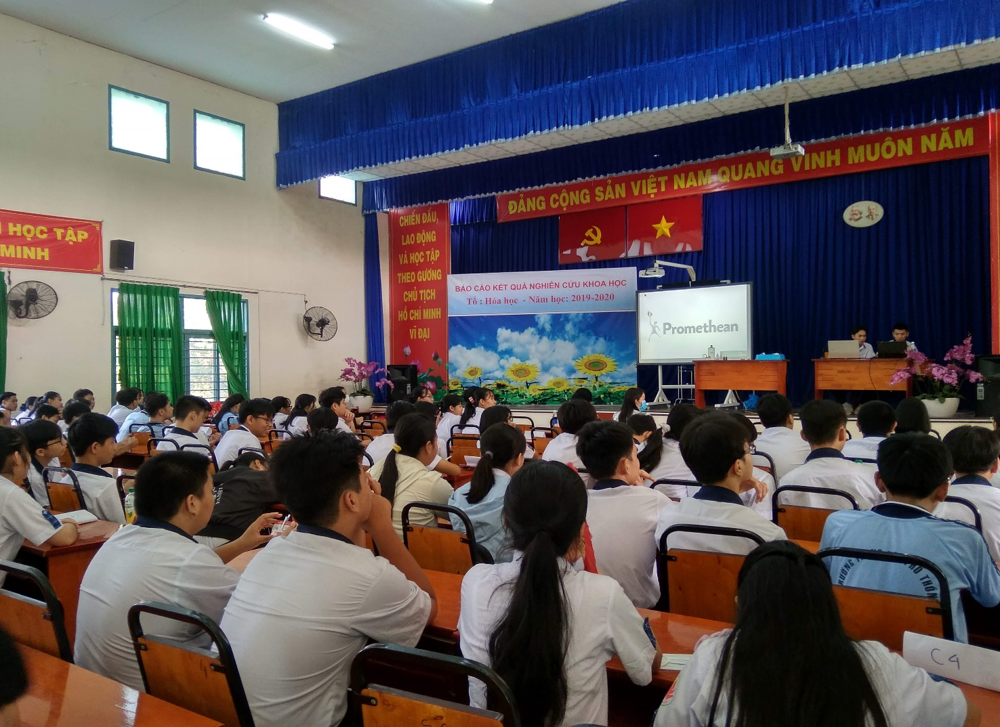 ĐẢNG CỘNG SẢN VIỆT NAM QUANG VINH MUÔN NĂM
HỌC TẬP
MINH
CHIẾN ĐẤU,
LAO ĐỘNG
VÀ HỌC TẬP
THEO GƯƠNG
CHỦ TỊCH
HỒ CHÍ MINH
VĨ ĐẠI
BÁO CÁO KẾT QUẢ NGHIÊN CỨU KHOA HỌC
Tổ : Hóa học - Năm học: 2019-2020
Promethean
C4